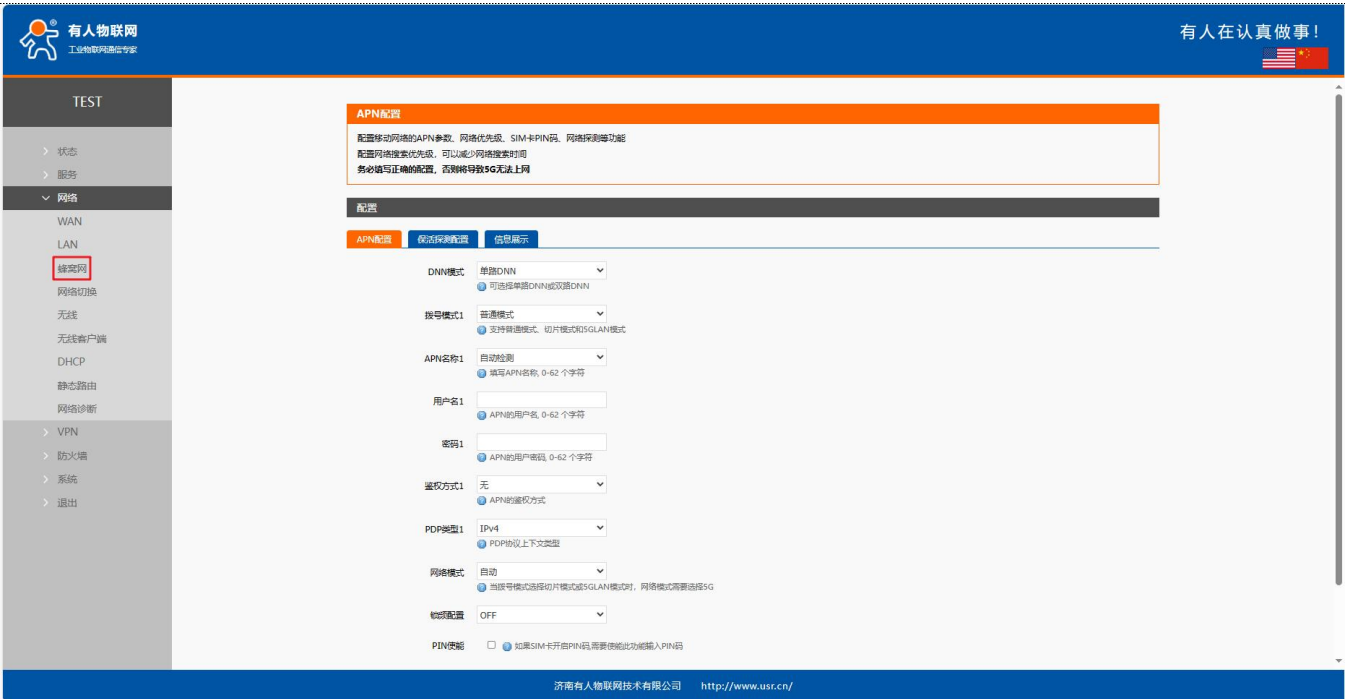 有人物联网
工业物联网通信专家
有人在认真做事！
TEST
状态
服务
网络
WAN
LAN
蜂窝网
网络切换
无线
无线客户端
DHCP
静态路由
网络诊断
VPN
防火墙
系统
退出
APN配置
配置移动网络的APN参数、网络优先级、SIM卡PIN码、网络探测等功能
配置网络搜索优先级，可以减少网络搜索时间
务必填写正确的配置，否则将导致5G无法上网
配置
APN配置 保活探测配置 信息展示
DNN模式 单路DNN
可选择单路DNN或双路DNN
拨号模式1 普通模式
支持普通模式、切片模式和5GLAN模式
APN名称1 自动检测
填写APN名称, 0-62 个字符
用户名1
APN的用户名, 0-62 个字符
密码1
APN的用户密码, 0-62 个字符
鉴权方式1 无
APN的鉴权方式
PDP类型1 IPv4
PDP协议上下文类型
网络模式 自动
当拨号模式选择切片模式或5GLAN模式时，网络模式需要选择5G
锁频配置 OFF
PIN使能 如果SIM卡开启PIN码,需要使能此功能输入PIN码
济南有人物联网技术有限公司 http://www.usr.cn/